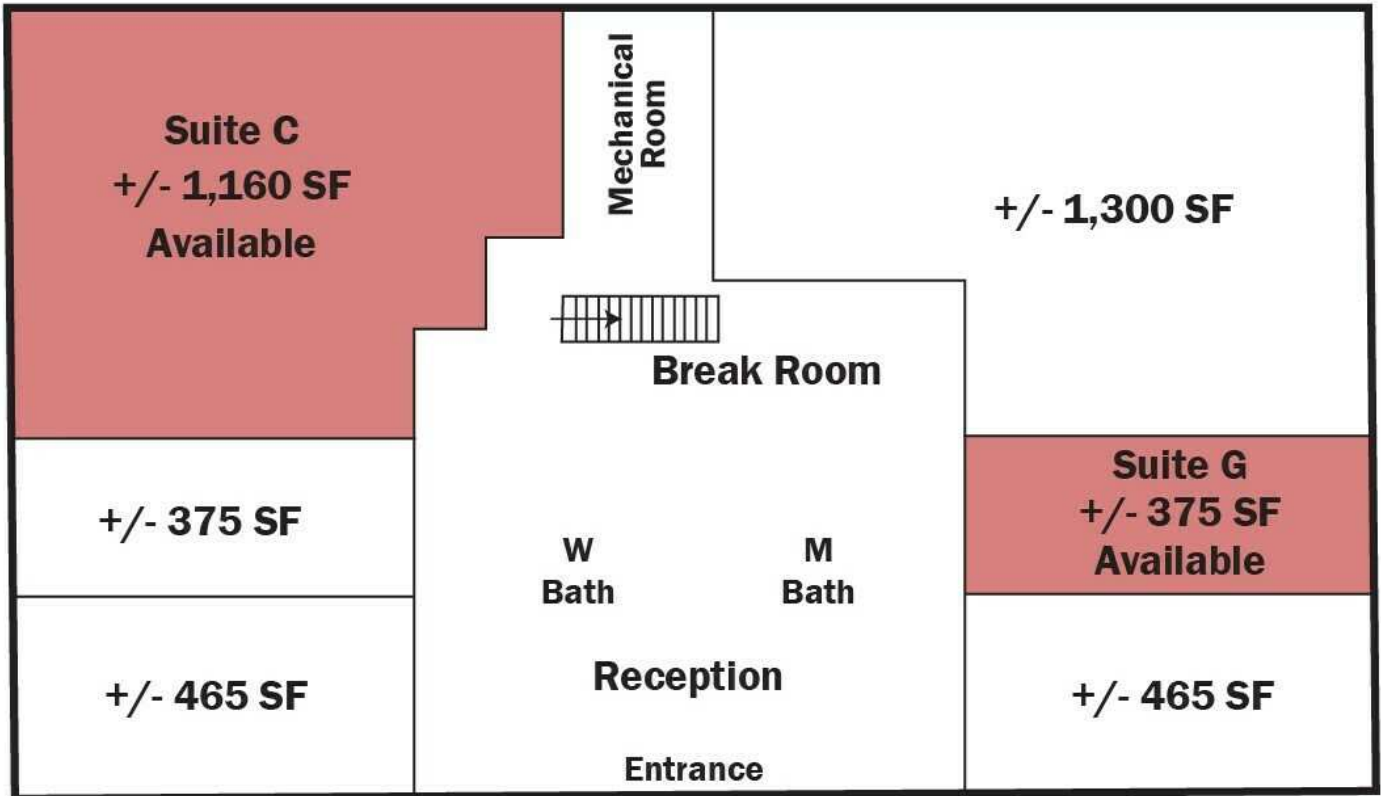 Suite C
+/- 1,160 SF
Available
Mechanical
Room
+/- 1,300 SF
Break Room
+/- 375 SF
Suite G
+/- 375 SF
Available
W
Bath
M
Bath
+/- 465 SF
Reception
+/- 465 SF
Entrance